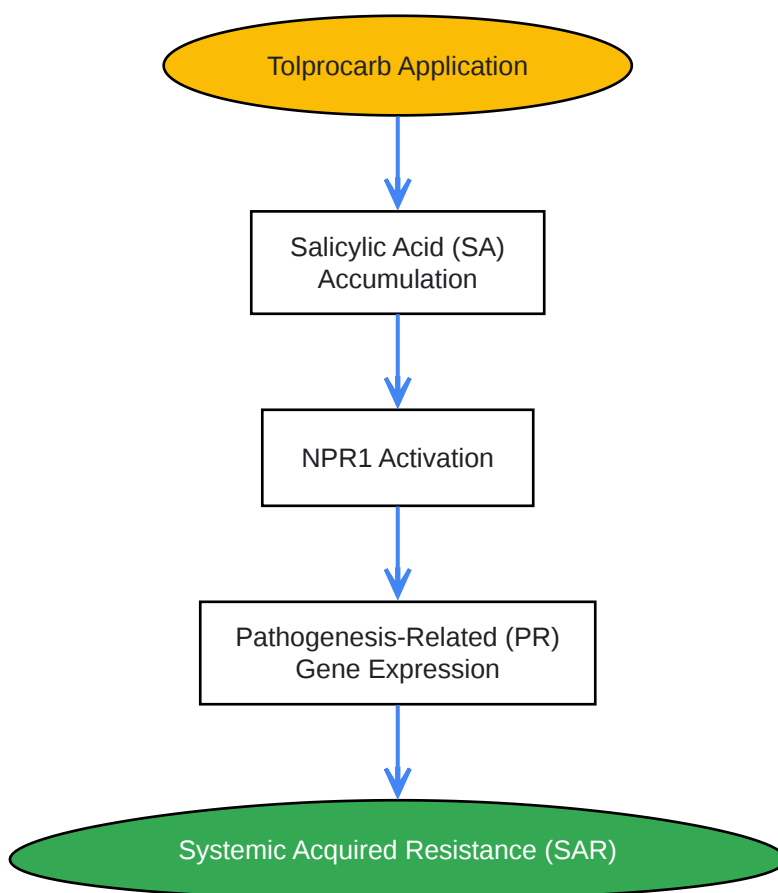 Tolprocarb Application
Salicylic Acid (SA)
Accumulation
NPR1 Activation
Pathogenesis-Related (PR)
Gene Expression
Systemic Acquired Resistance (SAR)